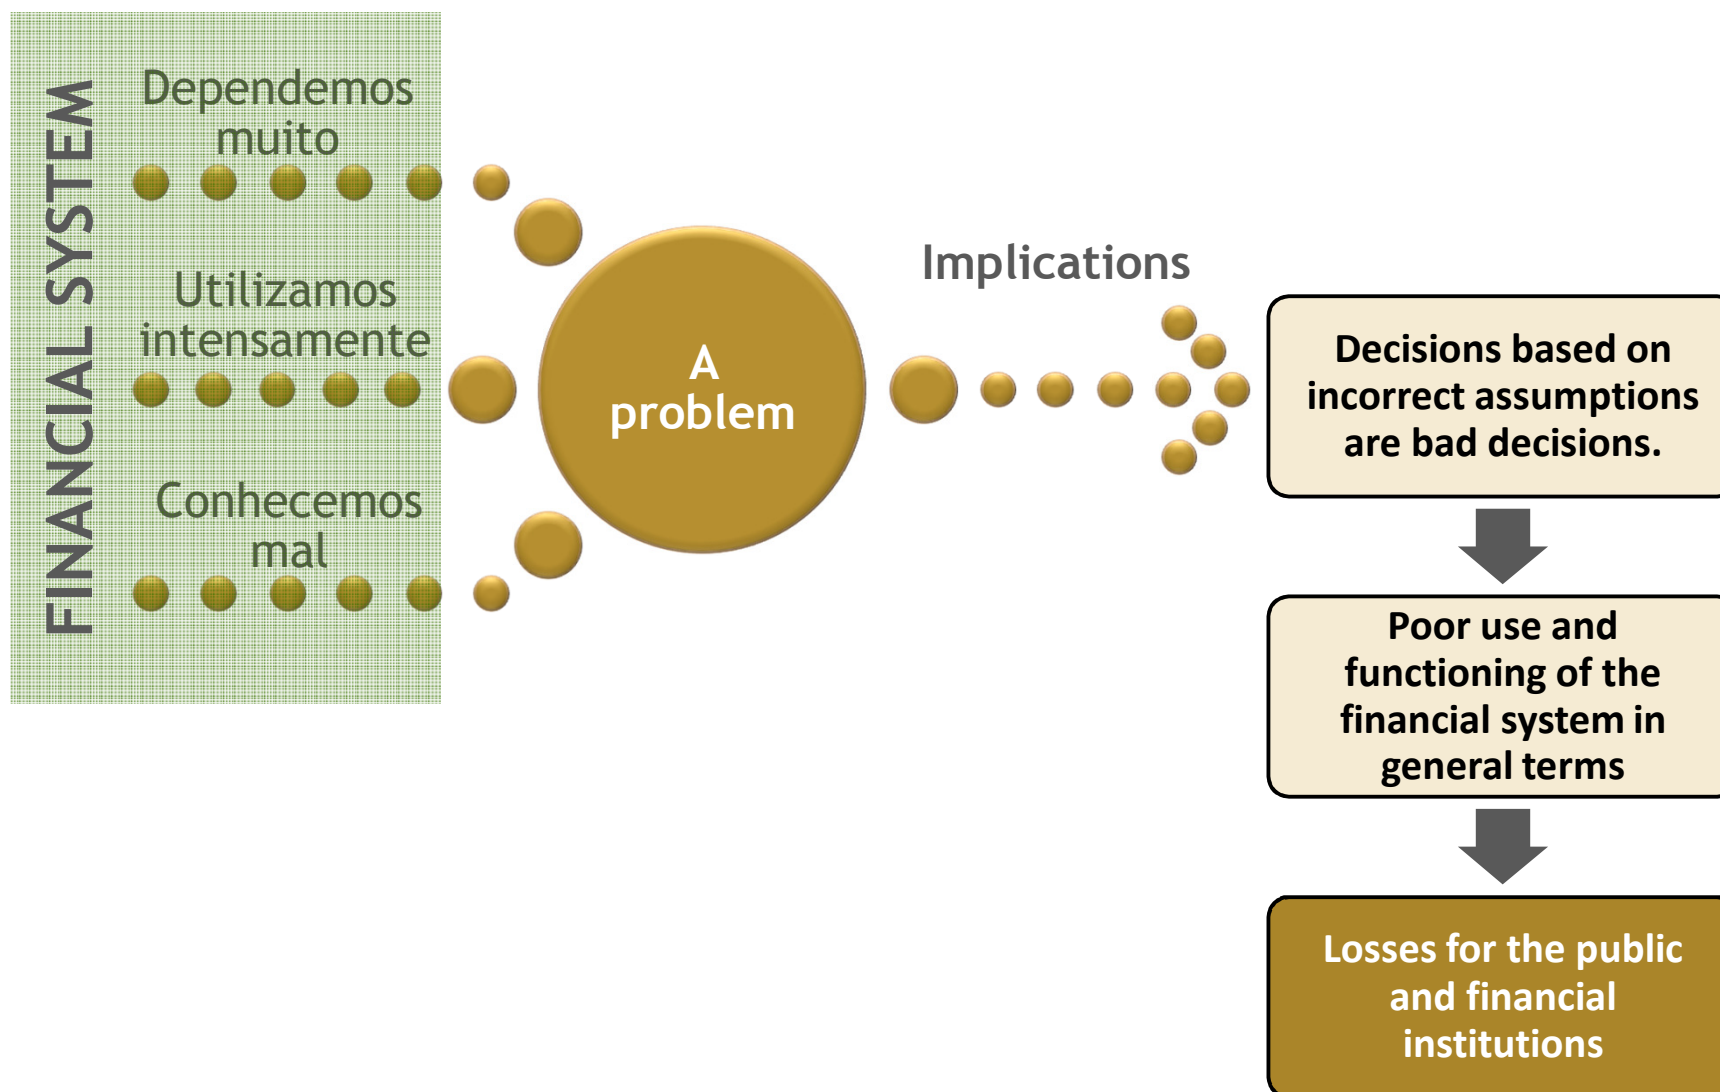 FINANCIAL SYSTEM
Dependemos
muito
Utilizamos
intensamente
Conhecemos
mal
A
problem
Implications
Decisions based on
incorrect assumptions
are bad decisions.
Poor use and
functioning of the
financial system in
general terms
Losses for the public
and financial
institutions